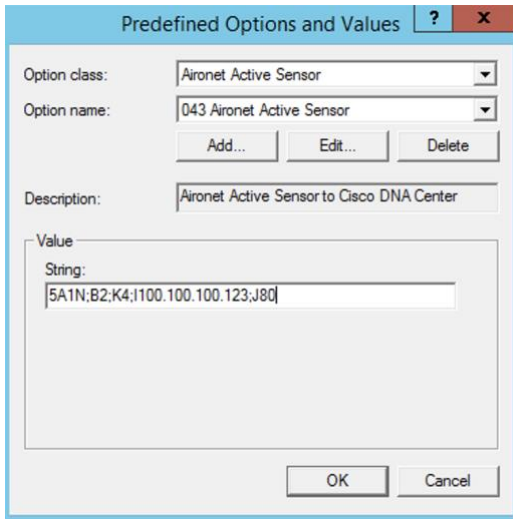 Predefined Options and Values ? x
Option class: Aironet Active Sensor
Option name: 043 Aironet Active Sensor
Add... Edit... Delete
Description: Aironet Active Sensor to Cisco DNA Center
Value
String:
5A1N;B2;K4;I100.100.100.123;J80
OK Cancel